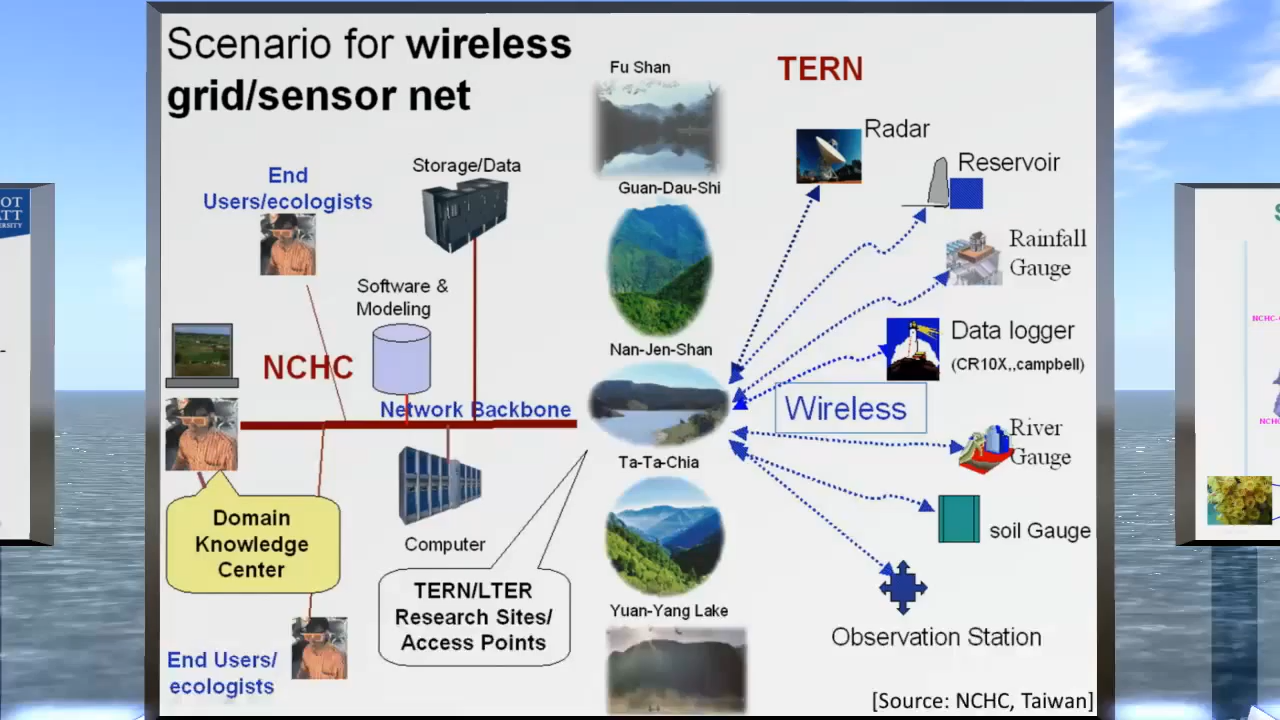 Scenario for wireless
grid/sensor net
Fu Shan
TERN
Radar
Reservoir
End
Users/ecologists
Storage/Data
Guan-Dau-Shi
Rainfall
Gauge
Software &
Modeling
Nan-Jen-Shan
Data logger
(CR10X,,campbell)
NCHC
Network Backbone
Wireless
River
Gauge
Ta-Ta-Chia
Domain
Knowledge
Center
Computer
soil Gauge
TERN/LTER
Research Sites/
Access Points
Yuan-Yang Lake
Observation Station
End Users/
ecologists
[Source: NCHC, Taiwan]